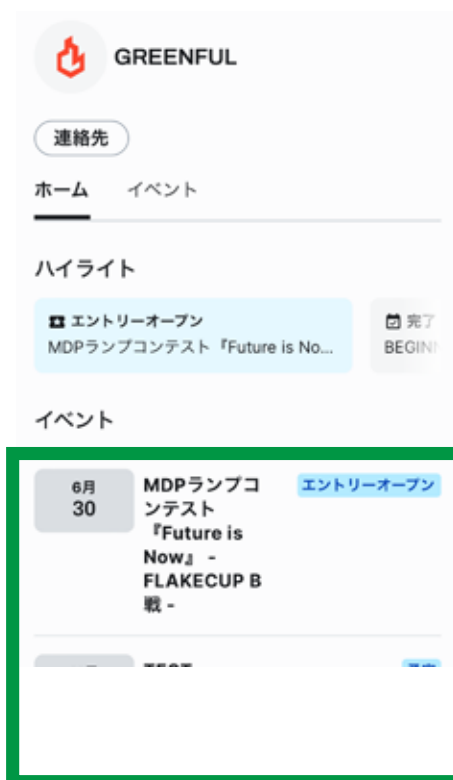 GREENFUL
連絡先
ホーム イベント
ハイライト
エントリーオープン
MDPランプコンテスト『Future is No...
完了
BEGIN
イベント
6月
30
MDPランプコ
ンテスト
『Future is
Now』 -
FLAKECUP B
戦 -
エントリーオープン